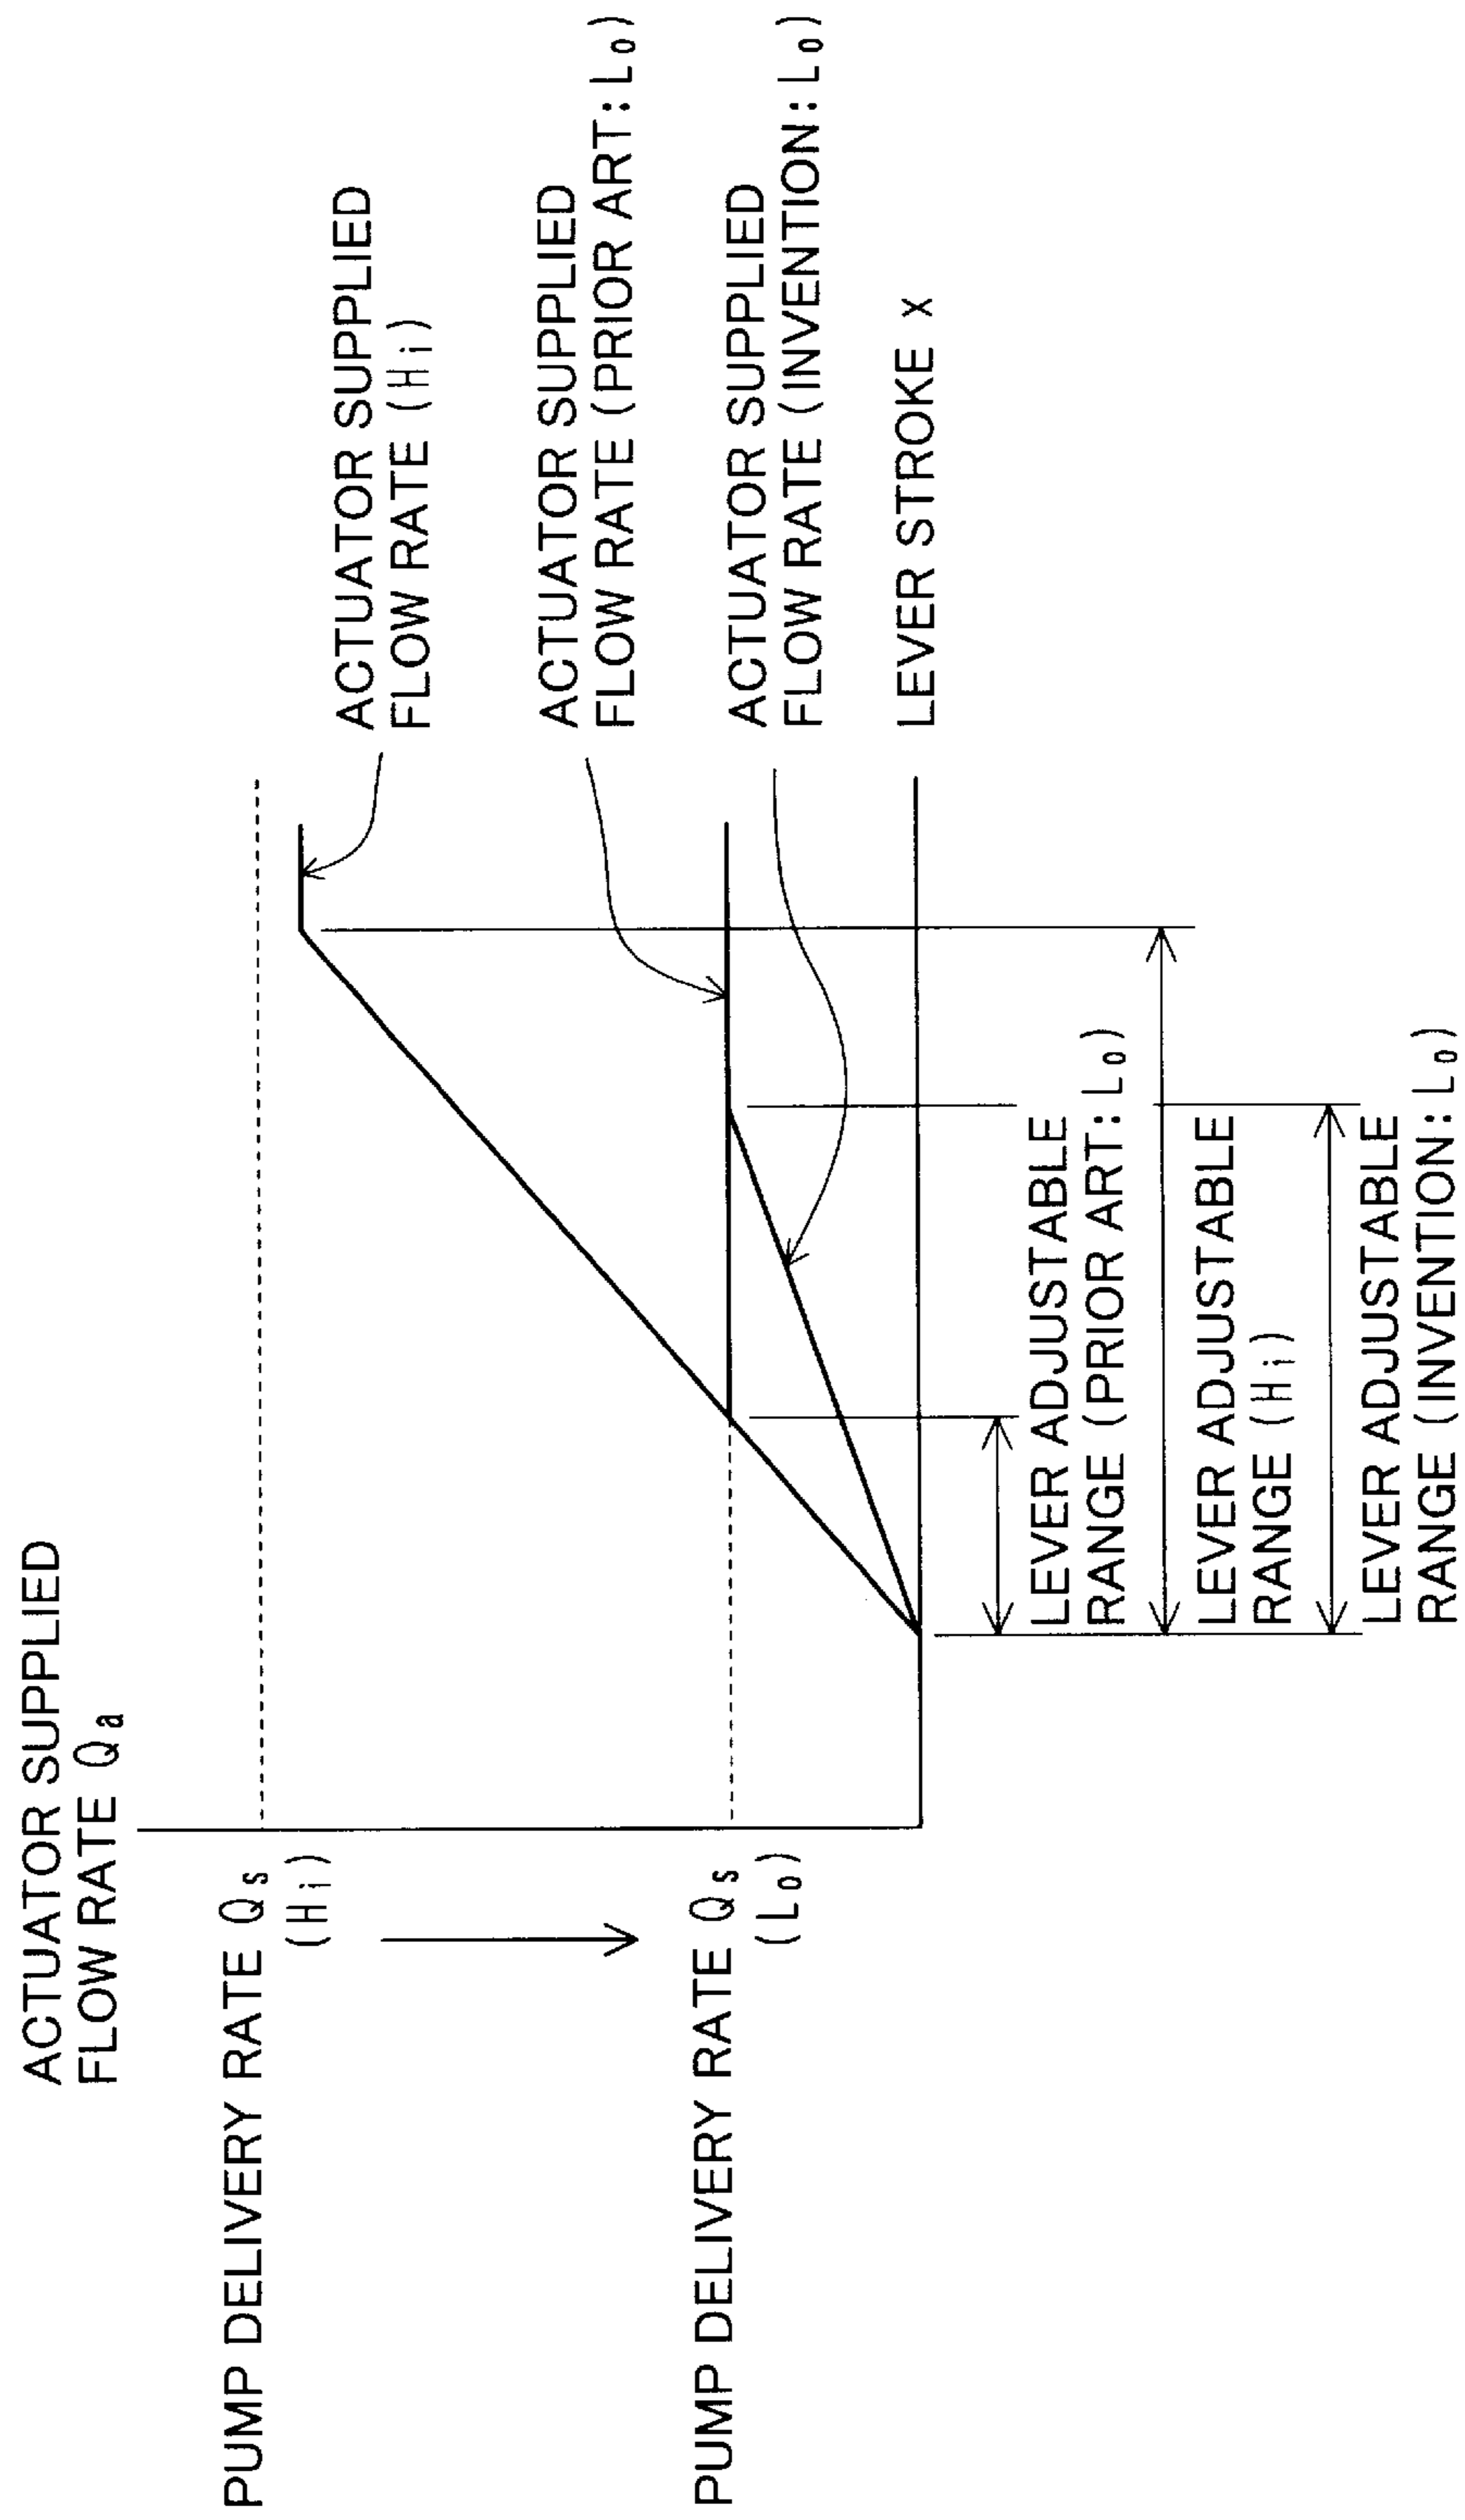 ACTUATOR SUPPLIED
FLOW RATE Qa
PUMP DELIVERY RATE Qs
(Hi)
PUMP DELIVERY RATE Qs
(Lo)
ACTUATOR SUPPLIED
FLOW RATE (Hi)
ACTUATOR SUPPLIED
FLOW RATE (PRIOR ART:Lo)
ACTUATOR SUPPLIED
FLOW RATE (INVENTION:Lo)
LEVER STROKE x
LEVER ADJUSTABLE
RANGE (PRIOR ART:Lo)
LEVER ADJUSTABLE
RANGE (Hi)
LEVER ADJUSTABLE
RANGE (INVENTION:Lo)